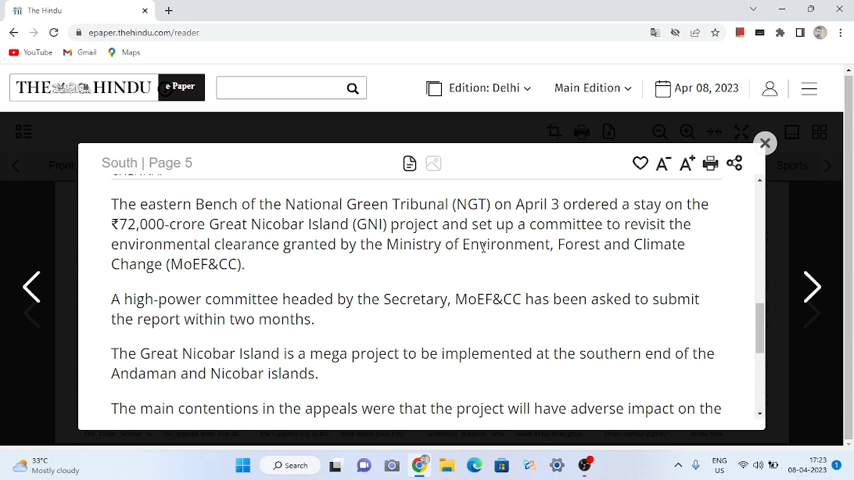 The Hindu
epaper.thehindu.com/reader
YouTube Gmail Maps
THE HINDU e Paper
Edition: Delhi Main Edition Apr 08, 2023
Front Sports
South | Page 5
A- A+
CHENNAI
The eastern Bench of the National Green Tribunal (NGT) on April 3 ordered a stay on the
₹72,000-crore Great Nicobar Island (GNI) project and set up a committee to revisit the
environmental clearance granted by the Ministry of Environment, Forest and Climate
Change (MoEF&CC).
A high-power committee headed by the Secretary, MoEF&CC has been asked to submit
the report within two months.
The Great Nicobar Island is a mega project to be implemented at the southern end of the
Andaman and Nicobar islands.
The main contentions in the appeals were that the project will have adverse impact on the
33°C
Mostly cloudy
Search
ENG
US
17:23
08-04-2023
1